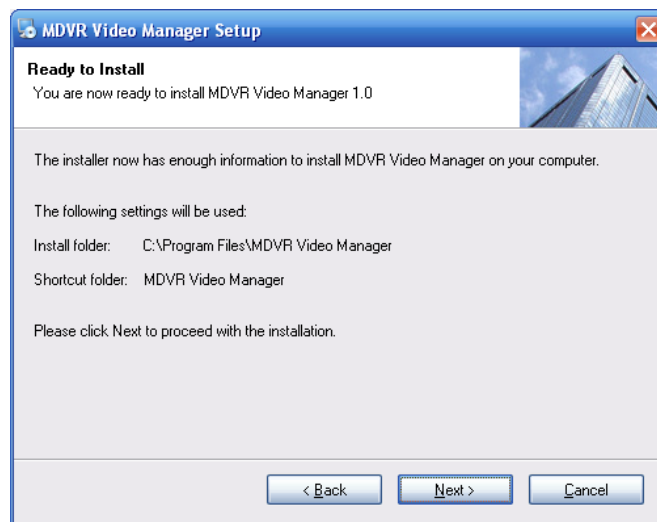 MDVR Video Manager Setup
Ready to Install
You are now ready to install MDVR Video Manager 1.0
The installer now has enough information to install MDVR Video Manager on your computer.
The following settings will be used:
Install folder: C:\Program Files\MDVR Video Manager
Shortcut folder: MDVR Video Manager
Please click Next to proceed with the installation.
< Back Next > Cancel